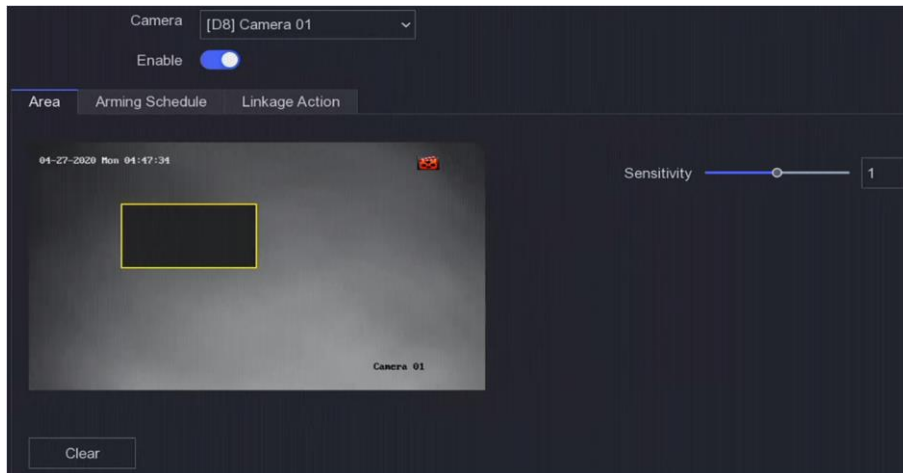 Camera
[D8] Camera 01
Enable
Area Arming Schedule Linkage Action
04-27-2020 Mon 04:47:34
Sensitivity
1
Camera 01
Clear